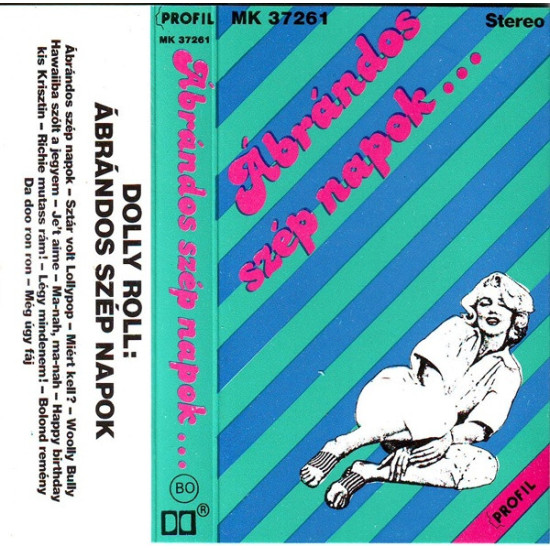 DOLLY ROLL:
ÁBRÁNDOS SZÉP NAPOK
Ábrándos szép napok – Sztár volt Lollypop – Miért kell? – Woolly Bully
Hawaiiba szólt a jegyem – Je't aime – Ma-nah, ma-nah – Happy birthday
kis Krisztin – Richie mutass rám! – Légy mindenem! – Bolond remény
Da doo ron ron – Még úgy fáj
PROFIL
MK 37261
Ábrándos szép napok...
BO
R
MK 37261
Stereo
Ábrándos
szép napok...
PROFIL